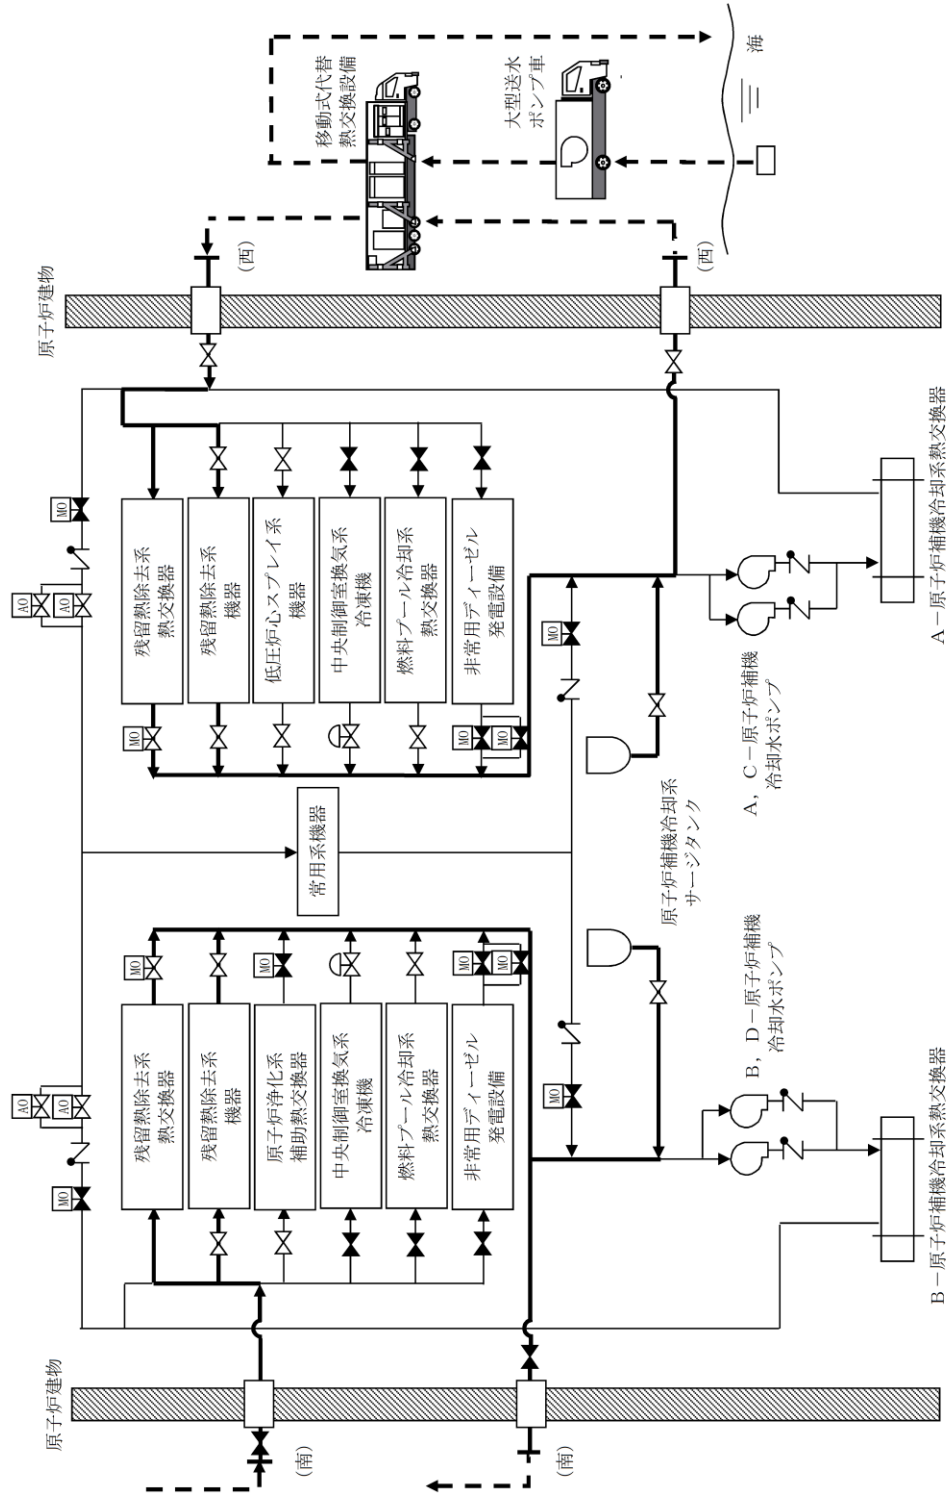 原子炉建物
(西)
(西)
移動式代替
熱交換設備
大型送水
ポンプ車
海
MO
AO
AO
残留熱除去系
熱交換器
残留熱除去系
機器
低圧炉心スプレイ系
機器
中央制御室換気系
冷凍機
燃料プール冷却系
熱交換器
非常用ディーゼル
発電設備
MO
MO
MO
MO
A,C-原子炉補機
冷却水ポンプ
A-原子炉補機冷却系熱交換器
常用系機器
原子炉補機冷却系
サージタンク
AO
AO
MO
MO
MO
MO
MO
残留熱除去系
熱交換器
残留熱除去系
機器
原子炉浄化系
補助熱交換器
中央制御室換気系
冷凍機
燃料プール冷却系
熱交換器
非常用ディーゼル
発電設備
MO
B,D-原子炉補機
冷却水ポンプ
B-原子炉補機冷却系熱交換器
原子炉建物
(南)
(南)